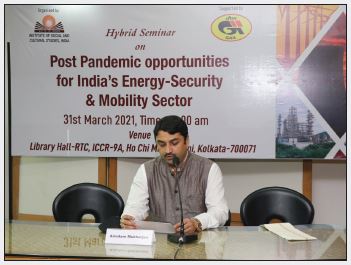 Organised by
INSTITUTE OF SOCIAL AND
CULTURAL STUDIES, INDIA
Supported by
Hybrid Seminar
on
Post Pandemic opportunities
for India's Energy-Security
& Mobility Sector
31st March 2021, Time
00 am
Venue
Library Hall-RTC, ICCR-9A, Ho Chi M
i, Kolkata-700071
31st Mar